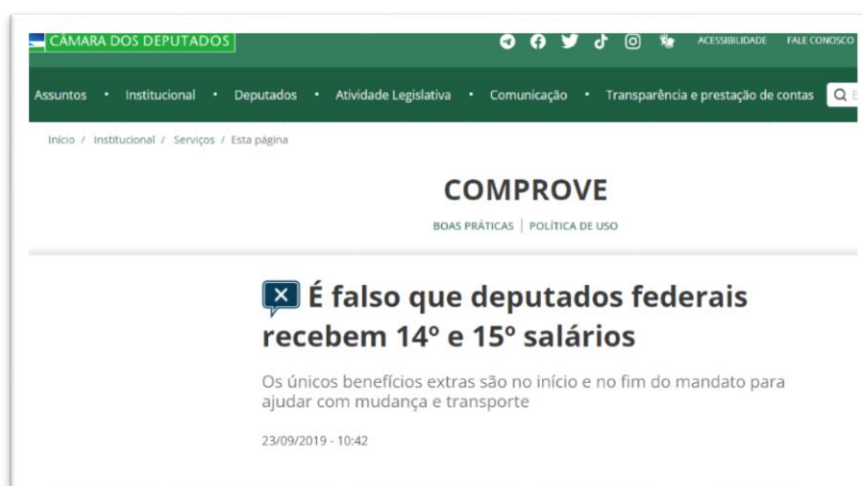 CÂMARA DOS DEPUTADOS
ACESSIBILIDADE FALE CONOSCO
Assuntos • Institucional • Deputados • Atividade Legislativa • Comunicação • Transparência e prestação de contas
Início / Institucional / Serviços / Esta página
COMPROVE
BOAS PRÁTICAS | POLÍTICA DE USO
É falso que deputados federais
recebem 14º e 15º salários
Os únicos benefícios extras são no início e no fim do mandato para
ajudar com mudança e transporte
23/09/2019 - 10:42